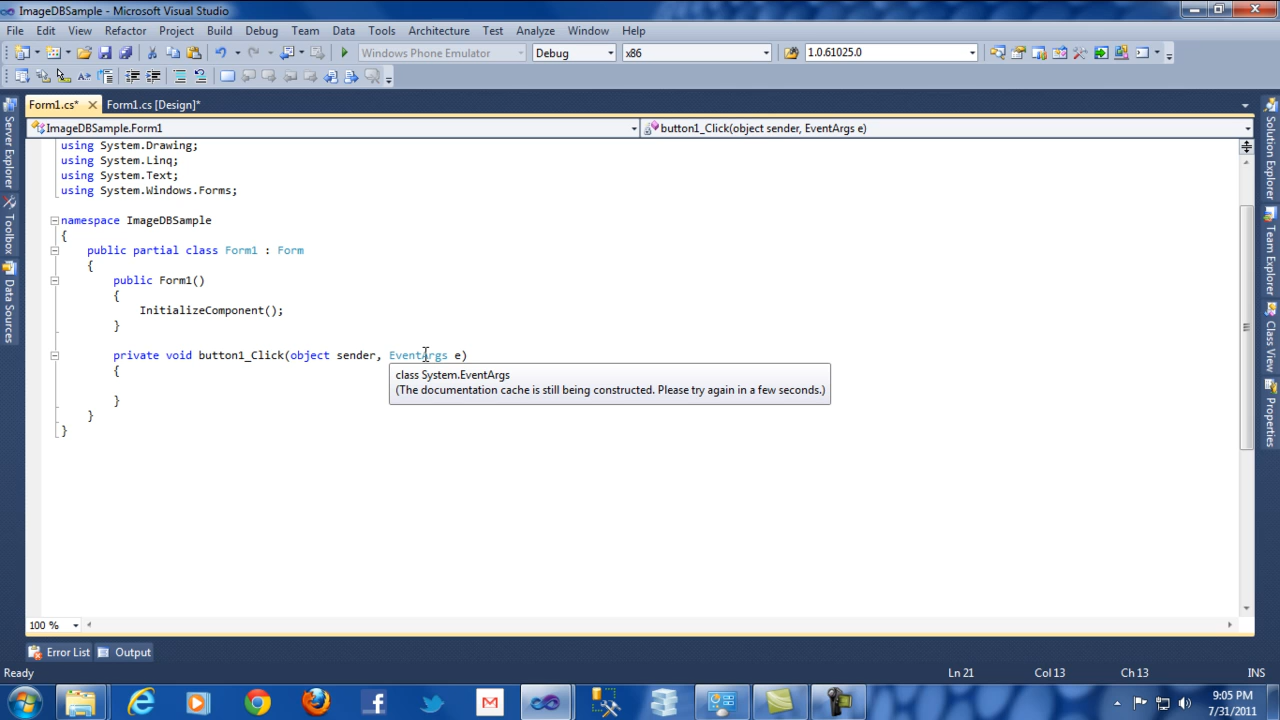 ImageDBSample - Microsoft Visual Studio
File Edit View Refactor Project Build Debug Team Data Tools Architecture Test Analyze Window Help
Windows Phone Emulator Debug x86 1.0.61025.0
Form1.cs* Form1.cs [Design]*
ImageDBSample.Form1 button1_Click(object sender, EventArgs e)
Server Explorer
Toolbox
Data Sources
using System.Drawing;
using System.Linq;
using System.Text;
using System.Windows.Forms;
namespace ImageDBSample
{
public partial class Form1 : Form
{
public Form1()
{
InitializeComponent();
}
private void button1_Click(object sender, EventArgs e)
{
class System.EventArgs
(The documentation cache is still being constructed. Please try again in a few seconds.)
}
}
}
Solution Explorer
Team Explorer
Class View
Properties
100 %
Error List Output
Ready Ln 21 Col 13 Ch 13 INS
9:05 PM
7/31/2011